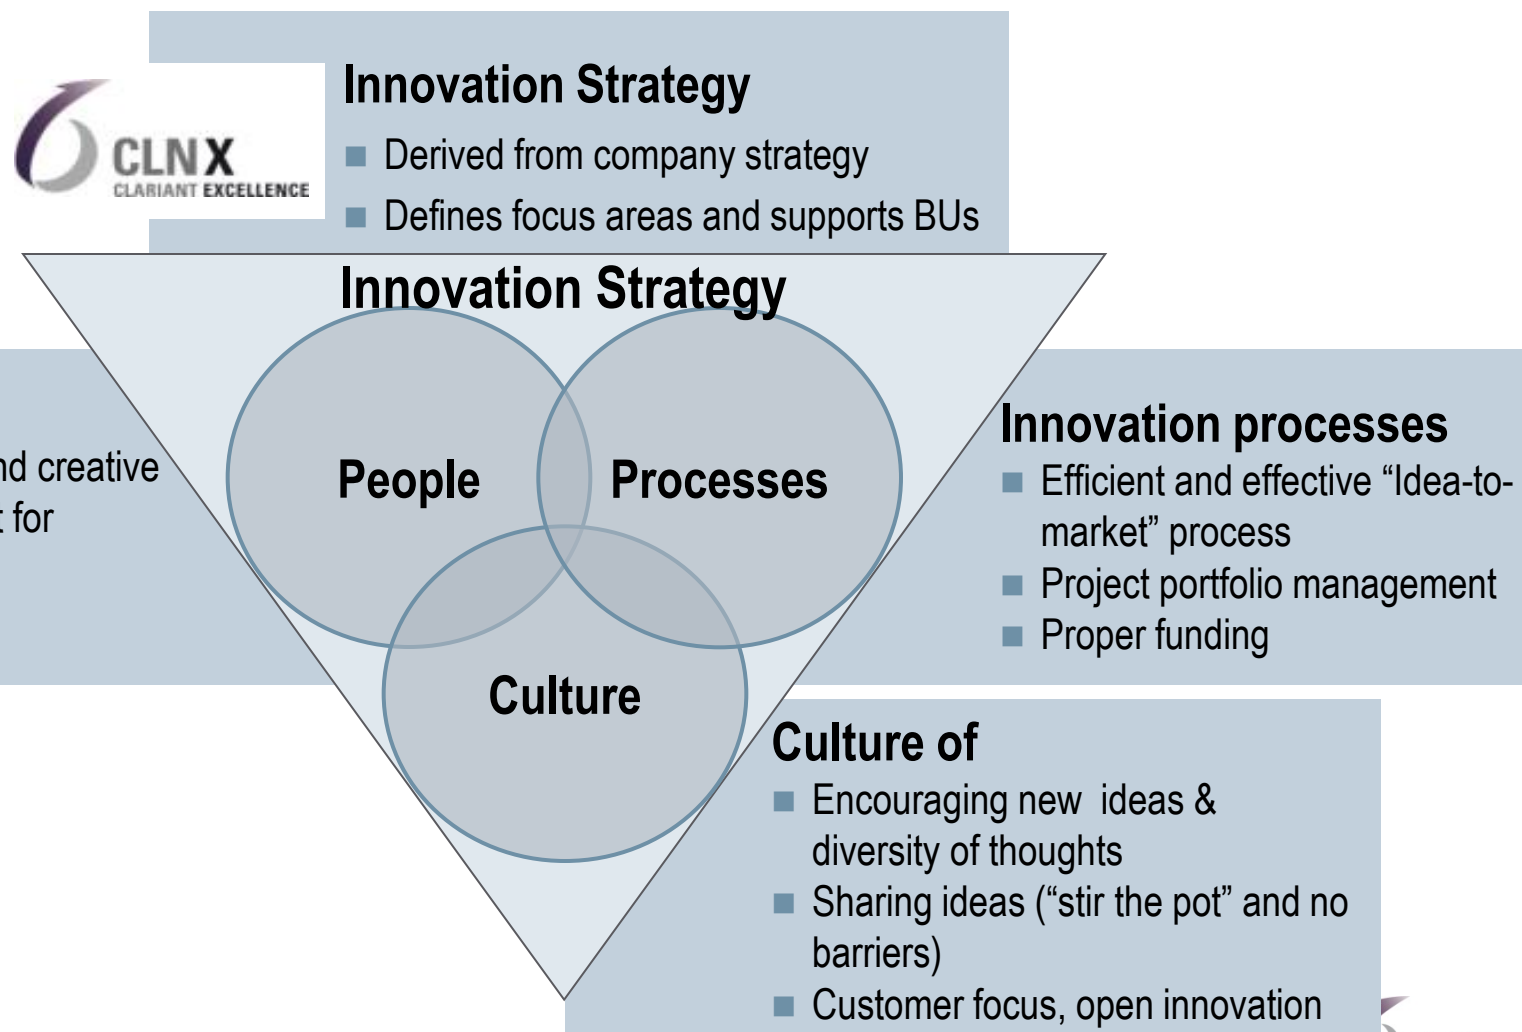 Innovation Strategy
CLNX
CLARIANT EXCELLENCE
■ Derived from company strategy
■ Defines focus areas and supports BUs
Innovation Strategy
People
Processes
Culture
and creative
for
Innovation processes
■ Efficient and effective “Idea-to-
market” process
■ Project portfolio management
■ Proper funding
Culture of
■ Encouraging new  ideas &
diversity of thoughts
■ Sharing ideas (“stir the pot” and no
barriers)
■ Customer focus, open innovation